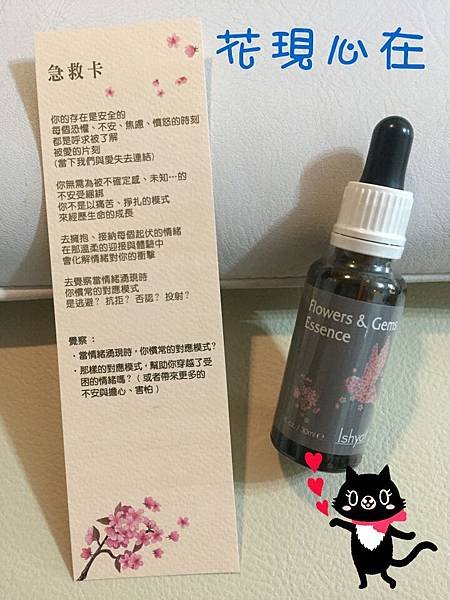 花現心在
急救卡
你的存在是安全的
每個恐懼、不安、焦慮、憤怒的時刻
都是呼求被了解
被愛的片刻
(當下我們與愛失去連結)
你無需為被不確定感、未知…的
不安受綑綁
你不是以痛苦、掙扎的模式
來經歷生命的成長
去擁抱、接納每個起伏的情緒
在那溫柔的迎接與體驗中
會化解情緒對你的衝擊
去覺察當情緒湧現時
你慣常的對應模式
是逃避？抗拒？否認？投射？
覺察：
・當情緒湧現時，你慣常的對應模式？
・那樣的對應模式，幫助你穿越了受
困的情緒嗎？（或者帶來更多的
不安與擔心、害怕）
Flowers & Gems
Essence
/ 30ml e